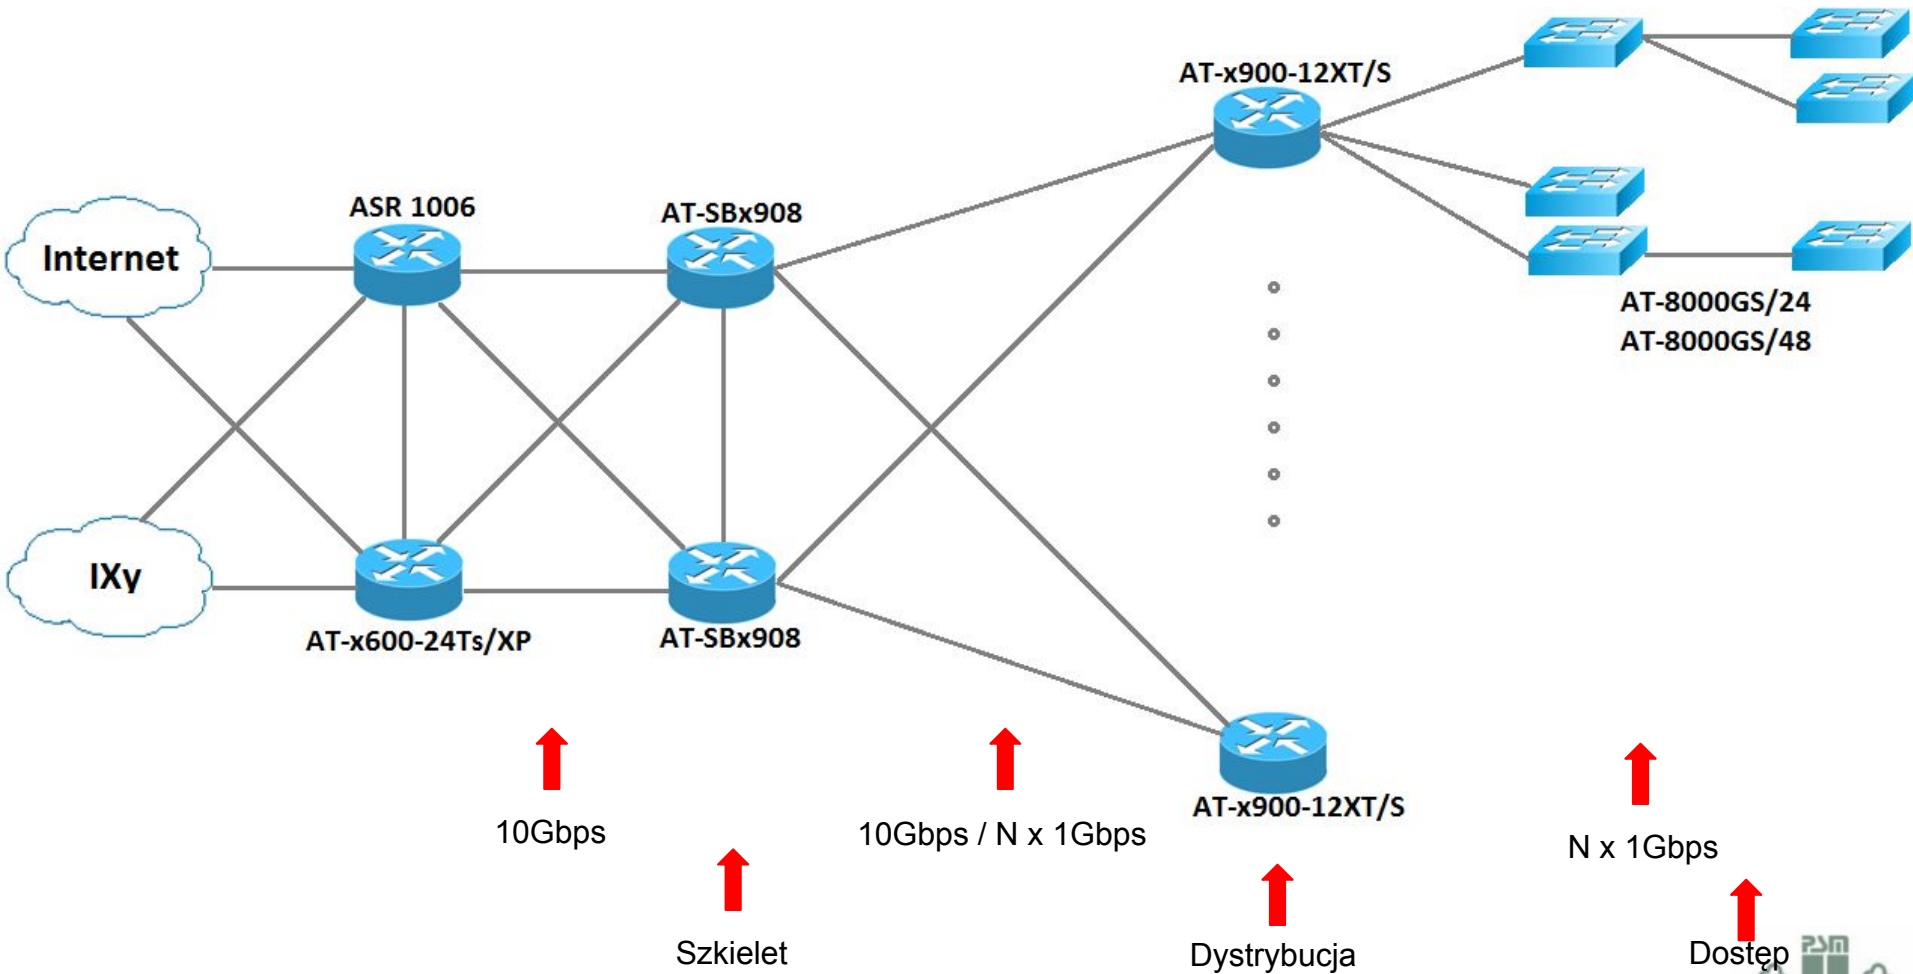 AT-x900-12XT/S
ASR 1006
AT-SBx908
Internet
AT-8000GS/24
AT-8000GS/48
IXy
AT-x600-24Ts/XP
AT-SBx908
AT-x900-12XT/S
10Gbps
10Gbps / N x 1Gbps
N x 1Gbps
Szkielet
Dystrybucja
Dostęp
PSM